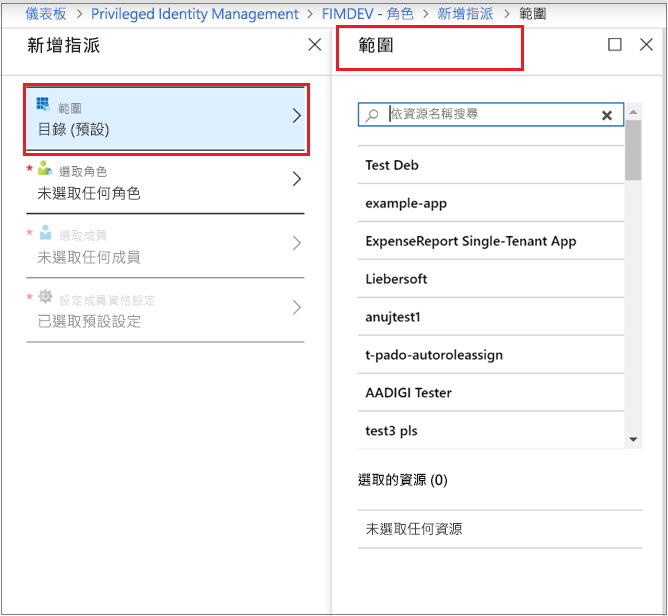 儀表板 > Privileged Identity Management > FIMDEV - 角色 > 新增指派 > 範圍
新增指派
範圍
目錄 (預設)
* 選取角色
未選取任何角色
* 選取成員
未選取任何成員
* 設定成員資格設定
已選取預設設定
範圍
依資源名稱搜尋
Test Deb
example-app
ExpenseReport Single-Tenant App
Liebersoft
anujtest1
t-pado-autoroleassign
AADIGI Tester
test3 pls
選取的資源 (0)
未選取任何資源